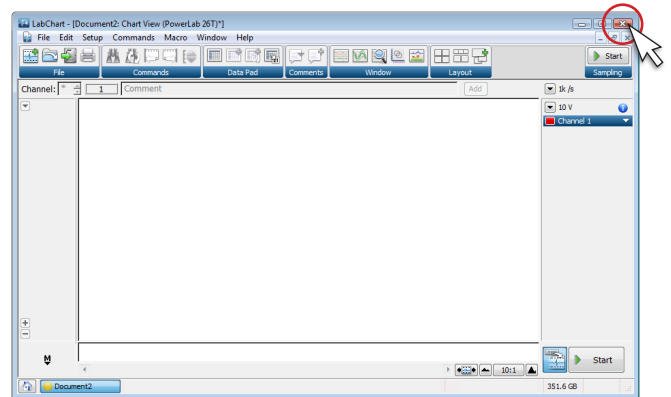 LabChart - [Document2: Chart View (PowerLab 26T)*]
File Edit Setup Commands Macro Window Help
File Commands Data Pad Comments Window Layout Sampling
Start
Channel: * 1 Comment Add 1k /s
10 V
Channel 1
M
10:1 Start
Document2 351.6 GB